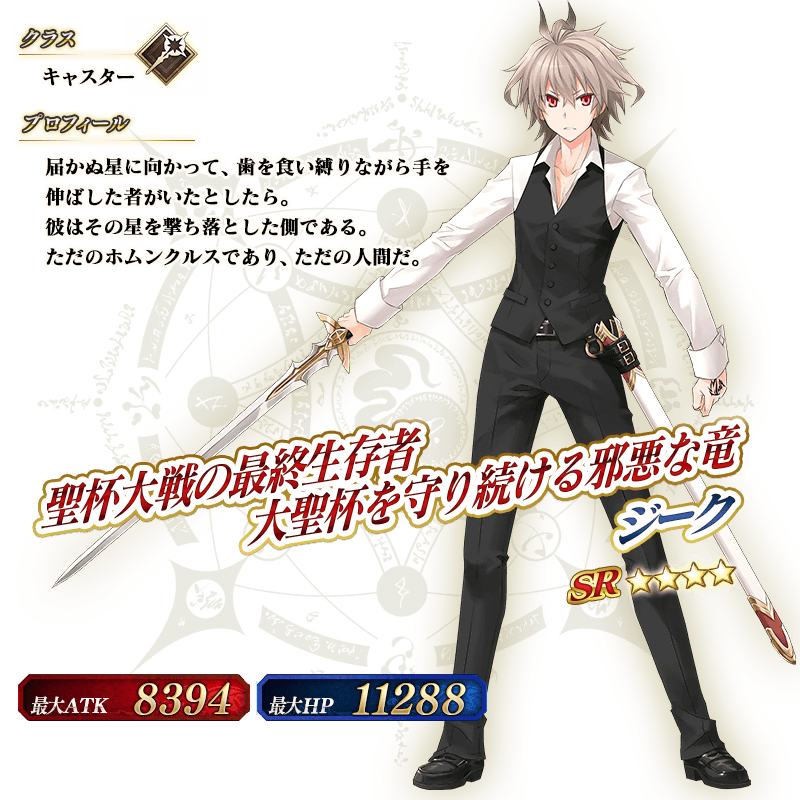 クラス
キャスター
プロフィール
届かぬ星に向かって、歯を食い縛りながら手を
伸ばした者がいたとしたら。
彼はその星を撃ち落とした側である。
ただのホムンクルスであり、ただの人間だ。
聖杯大戦の最終生存者
大聖杯を守り続ける邪悪な竜
ジーク
SR
最大ATK 8394
最大HP 11288